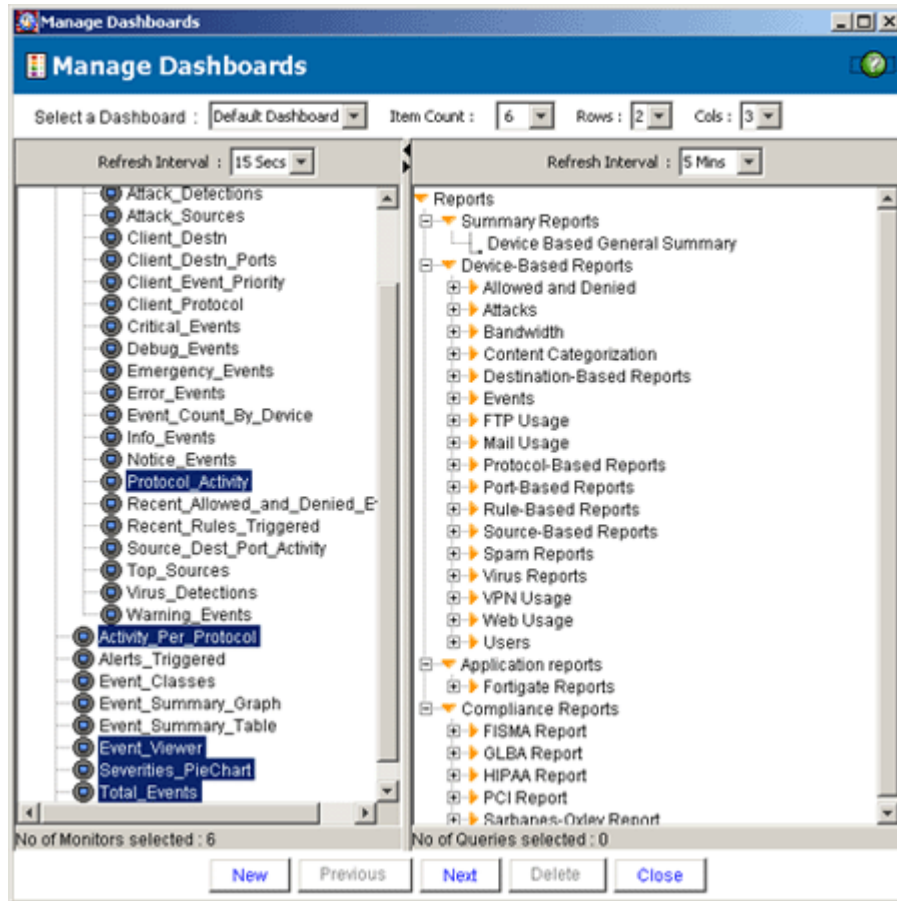 Manage Dashboards
Manage Dashboards
?
Select a Dashboard : Default Dashboard Item Count : 6 Rows : 2 Cols : 3
Refresh Interval : 15 Secs
Attack_Detections
Attack_Sources
Client_Destn
Client_Destn_Ports
Client_Event_Priority
Client_Protocol
Critical_Events
Debug_Events
Emergency_Events
Error_Events
Event_Count_By_Device
Info_Events
Notice_Events
Protocol_Activity
Recent_Allowed_and_Denied_E
Recent_Rules_Triggered
Source_Dest_Port_Activity
Top_Sources
Virus_Detections
Warning_Events
Activity_Per_Protocol
Alerts_Triggered
Event_Classes
Event_Summary_Graph
Event_Summary_Table
Event_Viewer
Severities_PieChart
Total_Events
No of Monitors selected : 6
Refresh Interval : 5 Mins
Reports
Summary Reports
Device Based General Summary
Device-Based Reports
Allowed and Denied
Attacks
Bandwidth
Content Categorization
Destination-Based Reports
Events
FTP Usage
Mail Usage
Protocol-Based Reports
Port-Based Reports
Rule-Based Reports
Source-Based Reports
Spam Reports
Virus Reports
VPN Usage
Web Usage
Users
Application reports
Fortigate Reports
Compliance Reports
FISMA Report
GLBA Report
HIPAA Report
PCI Report
Sarbanes-Oxley Report
No of Queries selected : 0
New Previous Next Delete Close